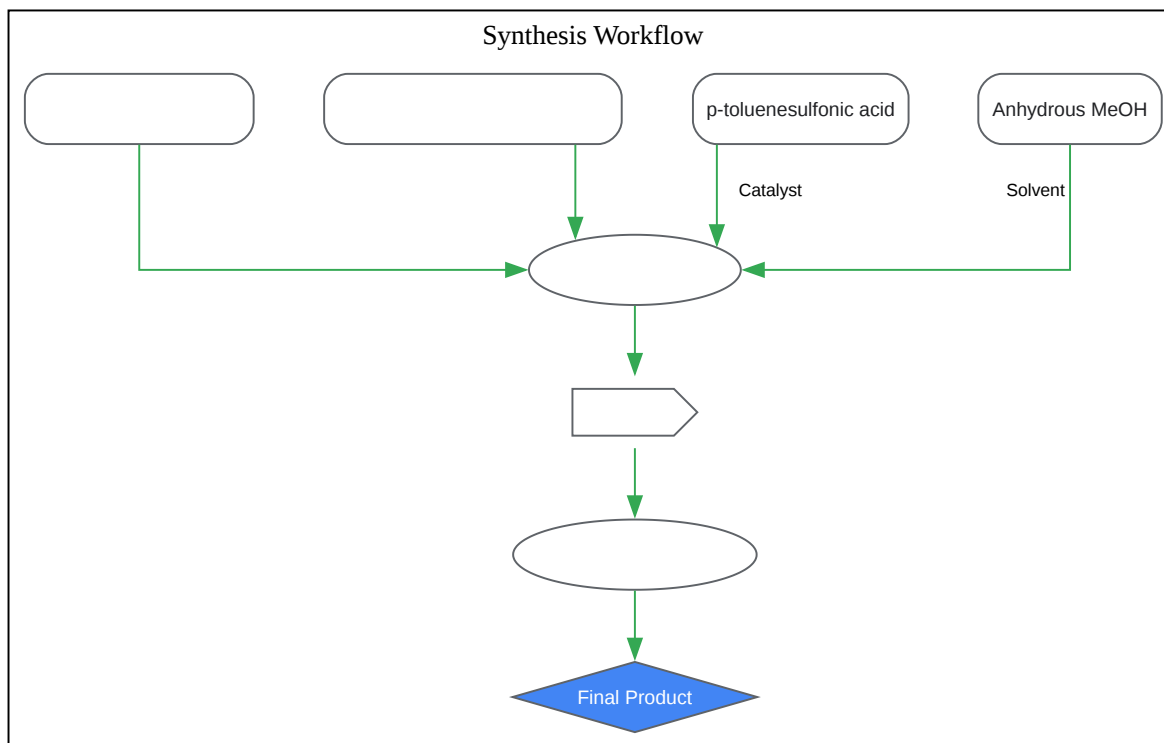 Synthesis Workflow
p-toluenesulfonic acid
Anhydrous MeOH
Catalyst
Solvent
Final Product